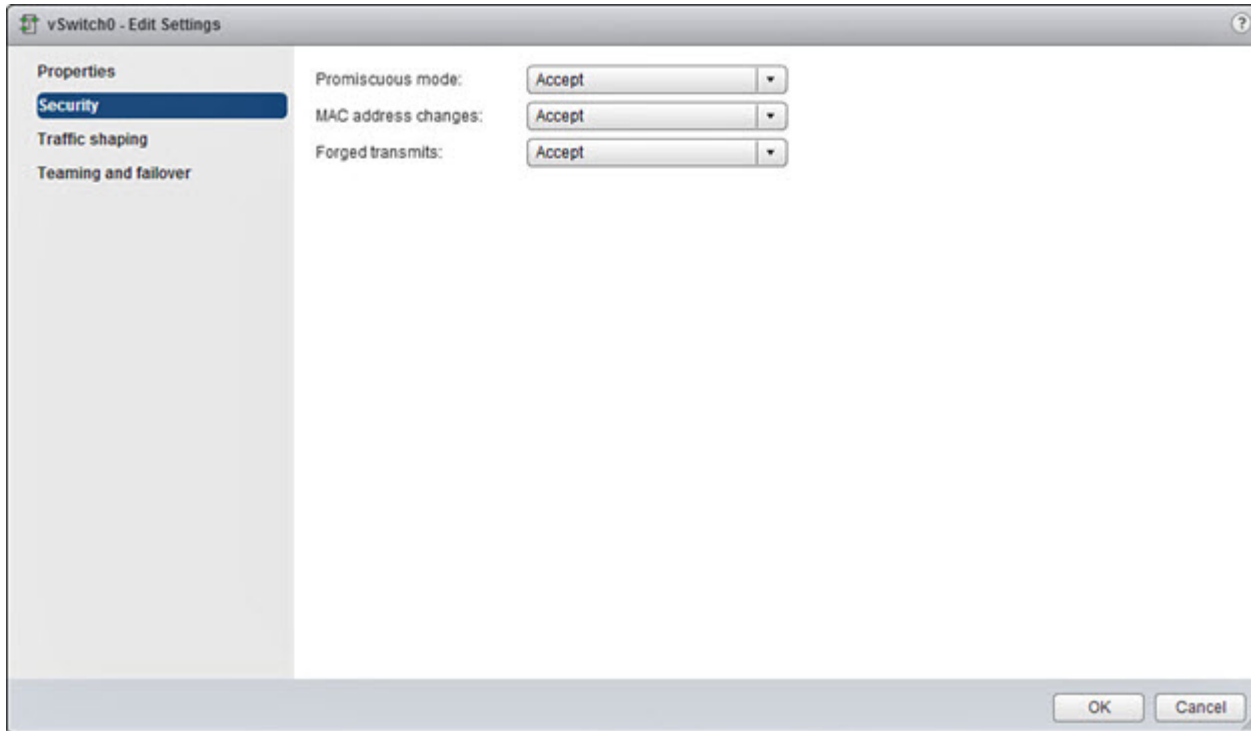 vSwitch0 - Edit Settings
?
Properties
Security
Traffic shaping
Teaming and failover
Promiscuous mode: Accept
MAC address changes: Accept
Forged transmits: Accept
OK Cancel